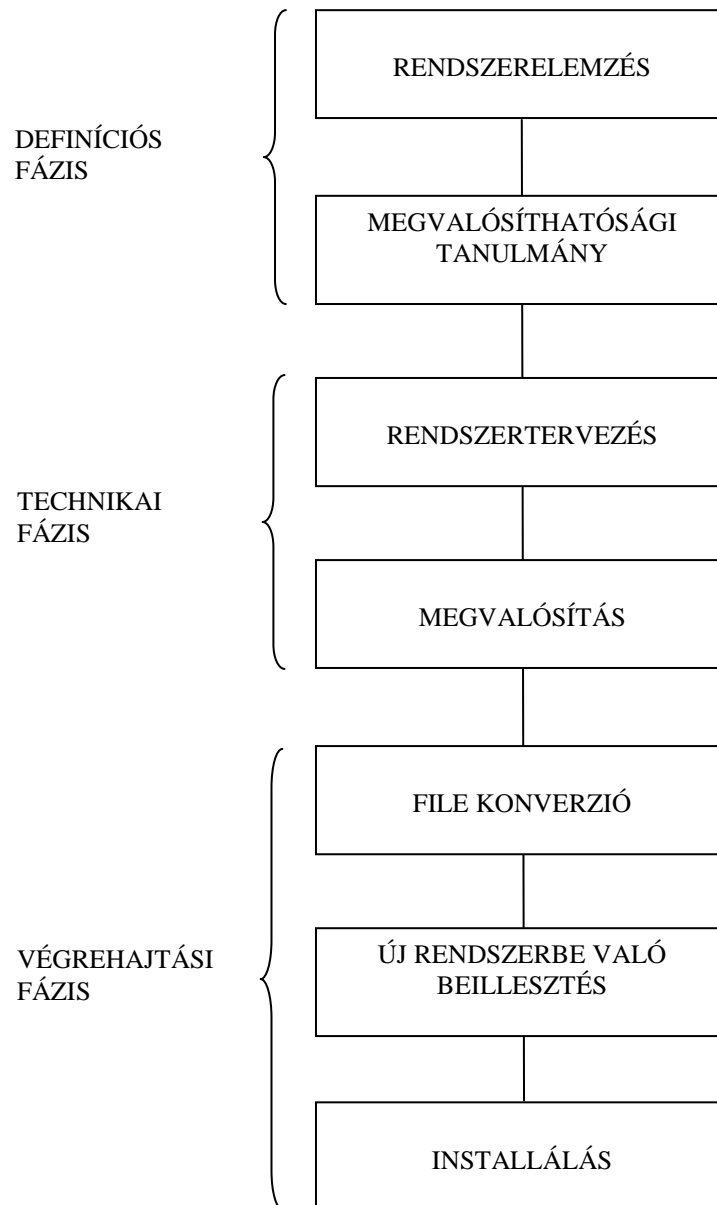 RENDSZERELEMZÉS
DEFINÍCIÓS
FÁZIS
MEGVALÓSÍTHATÓSÁGI
TANULMÁNY
RENDSZERTERVEZÉS
TECHNIKAI
FÁZIS
MEGVALÓSÍTÁS
FILE KONVERZIÓ
VÉGREHAJTÁSI
FÁZIS
ÚJ RENDSZERBE VALÓ
BEILLESZTÉS
INSTALLÁLÁS